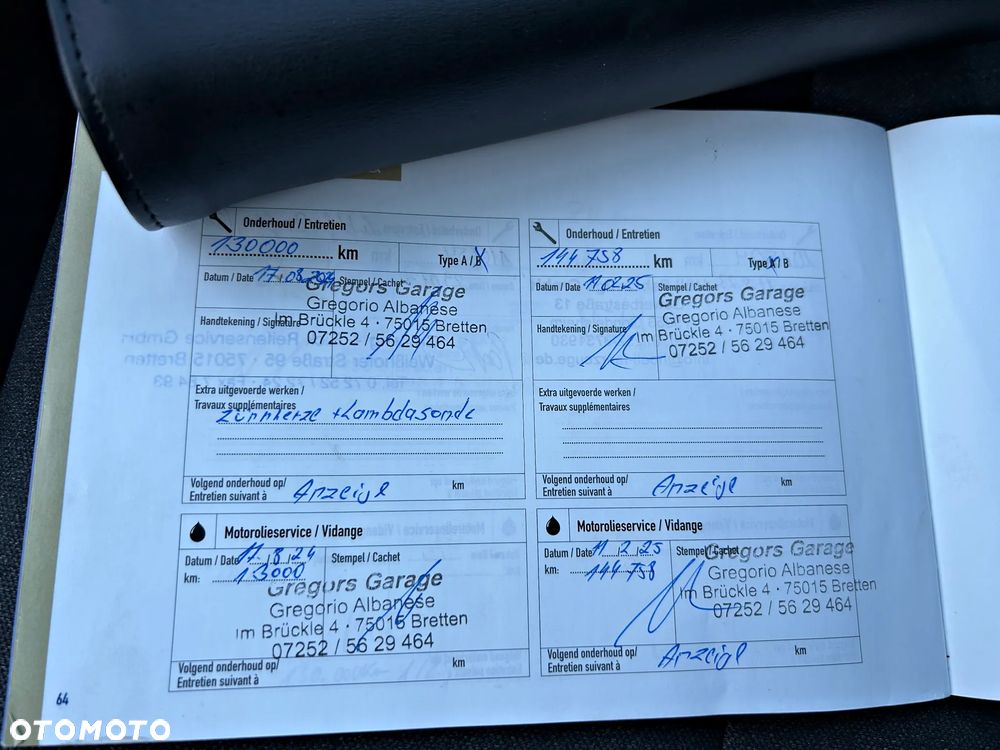 Onderhoud / Entretien
130000 km
Type A / B
Datum / Date 17.08.2024 Stempel / Cachet
Gregors Garage
Gregorio Albanese
Im Brückle 4 · 75015 Bretten
07252 / 56 29 464
Handtekening / Signature
Extra uitgevoerde werken /
Travaux supplémentaires
Zündkerze + Lambdasonde
Volgend onderhoud op/
Entretien suivant à
Anzeige km
Onderhoud / Entretien
144 758 km
Type A / B
Datum / Date Stempel / Cachet
Gregors Garage
Gregorio Albanese
Im Brückle 4 · 75015 Bretten
07252 / 56 29 464
Handtekening / Signature
Extra uitgevoerde werken /
Travaux supplémentaires
Volgend onderhoud op/
Entretien suivant à
Anzeige km
Motorolieservice / Vidange
Datum / Date 17.8.24 Stempel / Cachet
km: 13000
Gregors Garage
Gregorio Albanese
Im Brückle 4 · 75015 Bretten
07252 / 56 29 464
Volgend onderhoud op/
Entretien suivant à
km
Motorolieservice / Vidange
Datum / Date 11.2.25 Stempel / Cachet
km: 144 758
Gregors Garage
Gregorio Albanese
Im Brückle 4 · 75015 Bretten
07252 / 56 29 464
Volgend onderhoud op/
Entretien suivant à
Anzeige km
64
OTOMOTO